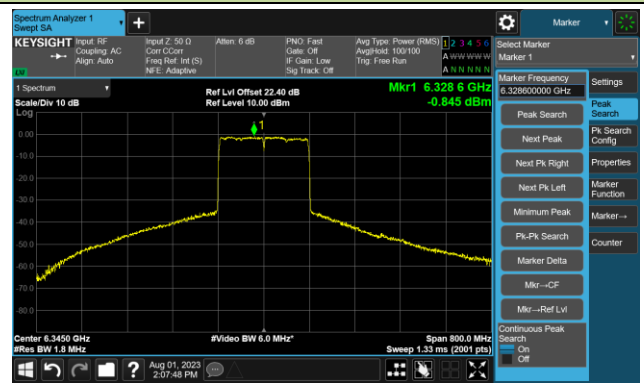 Spectrum Analyzer 1
Swept SA
+
Marker
KEYSIGHT
Input: RF
Coupling: AC
Align: Auto
Input Z: 50 Ω
Corr CCorr
Freq Ref: Int (S)
NFE: Adaptive
Atten: 6 dB
PNO: Fast
Gate: Off
IF Gain: Low
Sig Track: Off
Avg Type: Power (RMS)
Avg|Hold: 100/100
Trig: Free Run
1 2 3 4 5 6
A W W W W W
A N N N N N
Select Marker
Marker 1
1 Spectrum
Scale/Div 10 dB
Log
Ref Lvl Offset 22.40 dB
Ref Level 10.00 dBm
Mkr1 6.328 6 GHz
-0.845 dBm
1
0.00
-10.0
-20.0
-30.0
-40.0
-50.0
-60.0
-70.0
-80.0
Center 6.3450 GHz
#Res BW 1.8 MHz
#Video BW 6.0 MHz*
Span 800.0 MHz
Sweep 1.33 ms (2001 pts)
Marker Frequency
6.328600000 GHz
Peak Search
Next Peak
Next Pk Right
Next Pk Left
Minimum Peak
Pk-Pk Search
Marker Delta
Mkr→CF
Mkr→Ref Lvl
Continuous Peak
Search
On
Off
Settings
Peak
Search
Pk Search
Config
Properties
Marker
Function
Marker→
Counter
?
Aug 01, 2023
2:07:48 PM